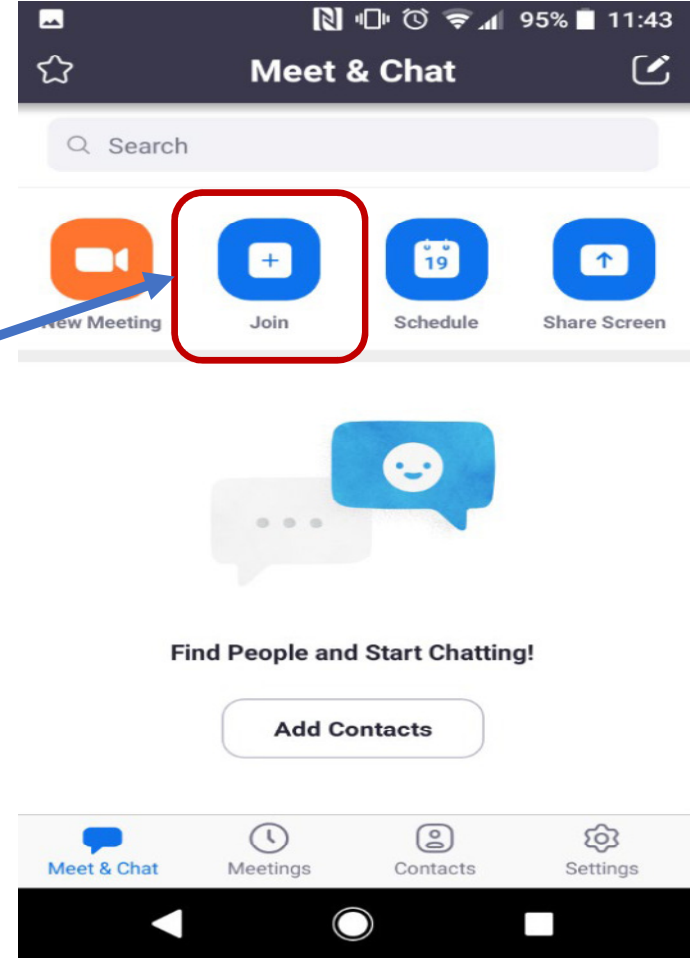 95% 11:43
Meet & Chat
Search
19
New Meeting Join Schedule Share Screen
Find People and Start Chatting!
Add Contacts
Meet & Chat Meetings Contacts Settings